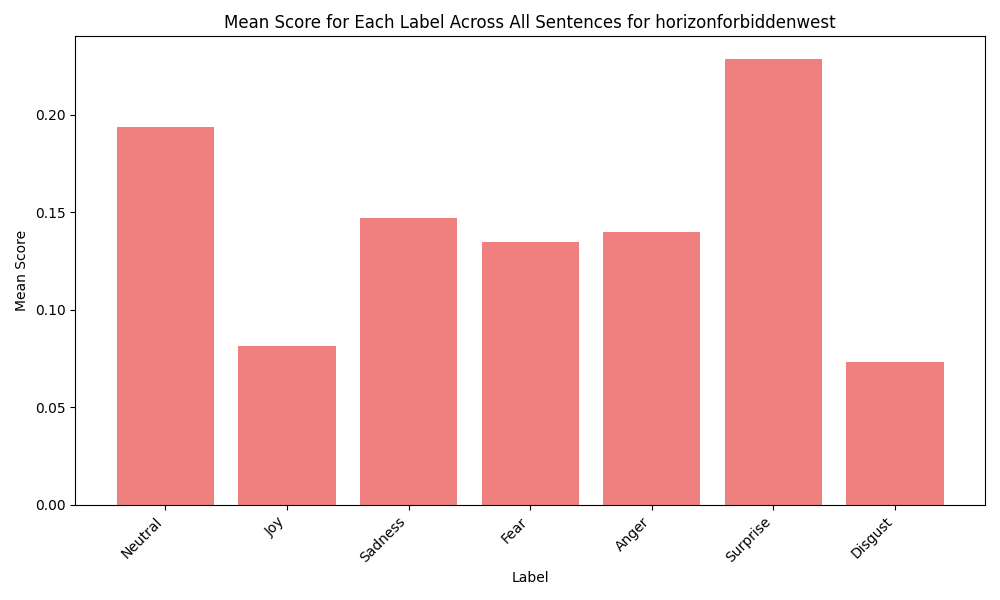 Mean Score for Each Label Across All Sentences for horizonforbiddenwest
Mean Score
0.20
0.15
0.10
0.05
0.00
Neutral
Joy
Sadness
Fear
Anger
Surprise
Disgust
Label